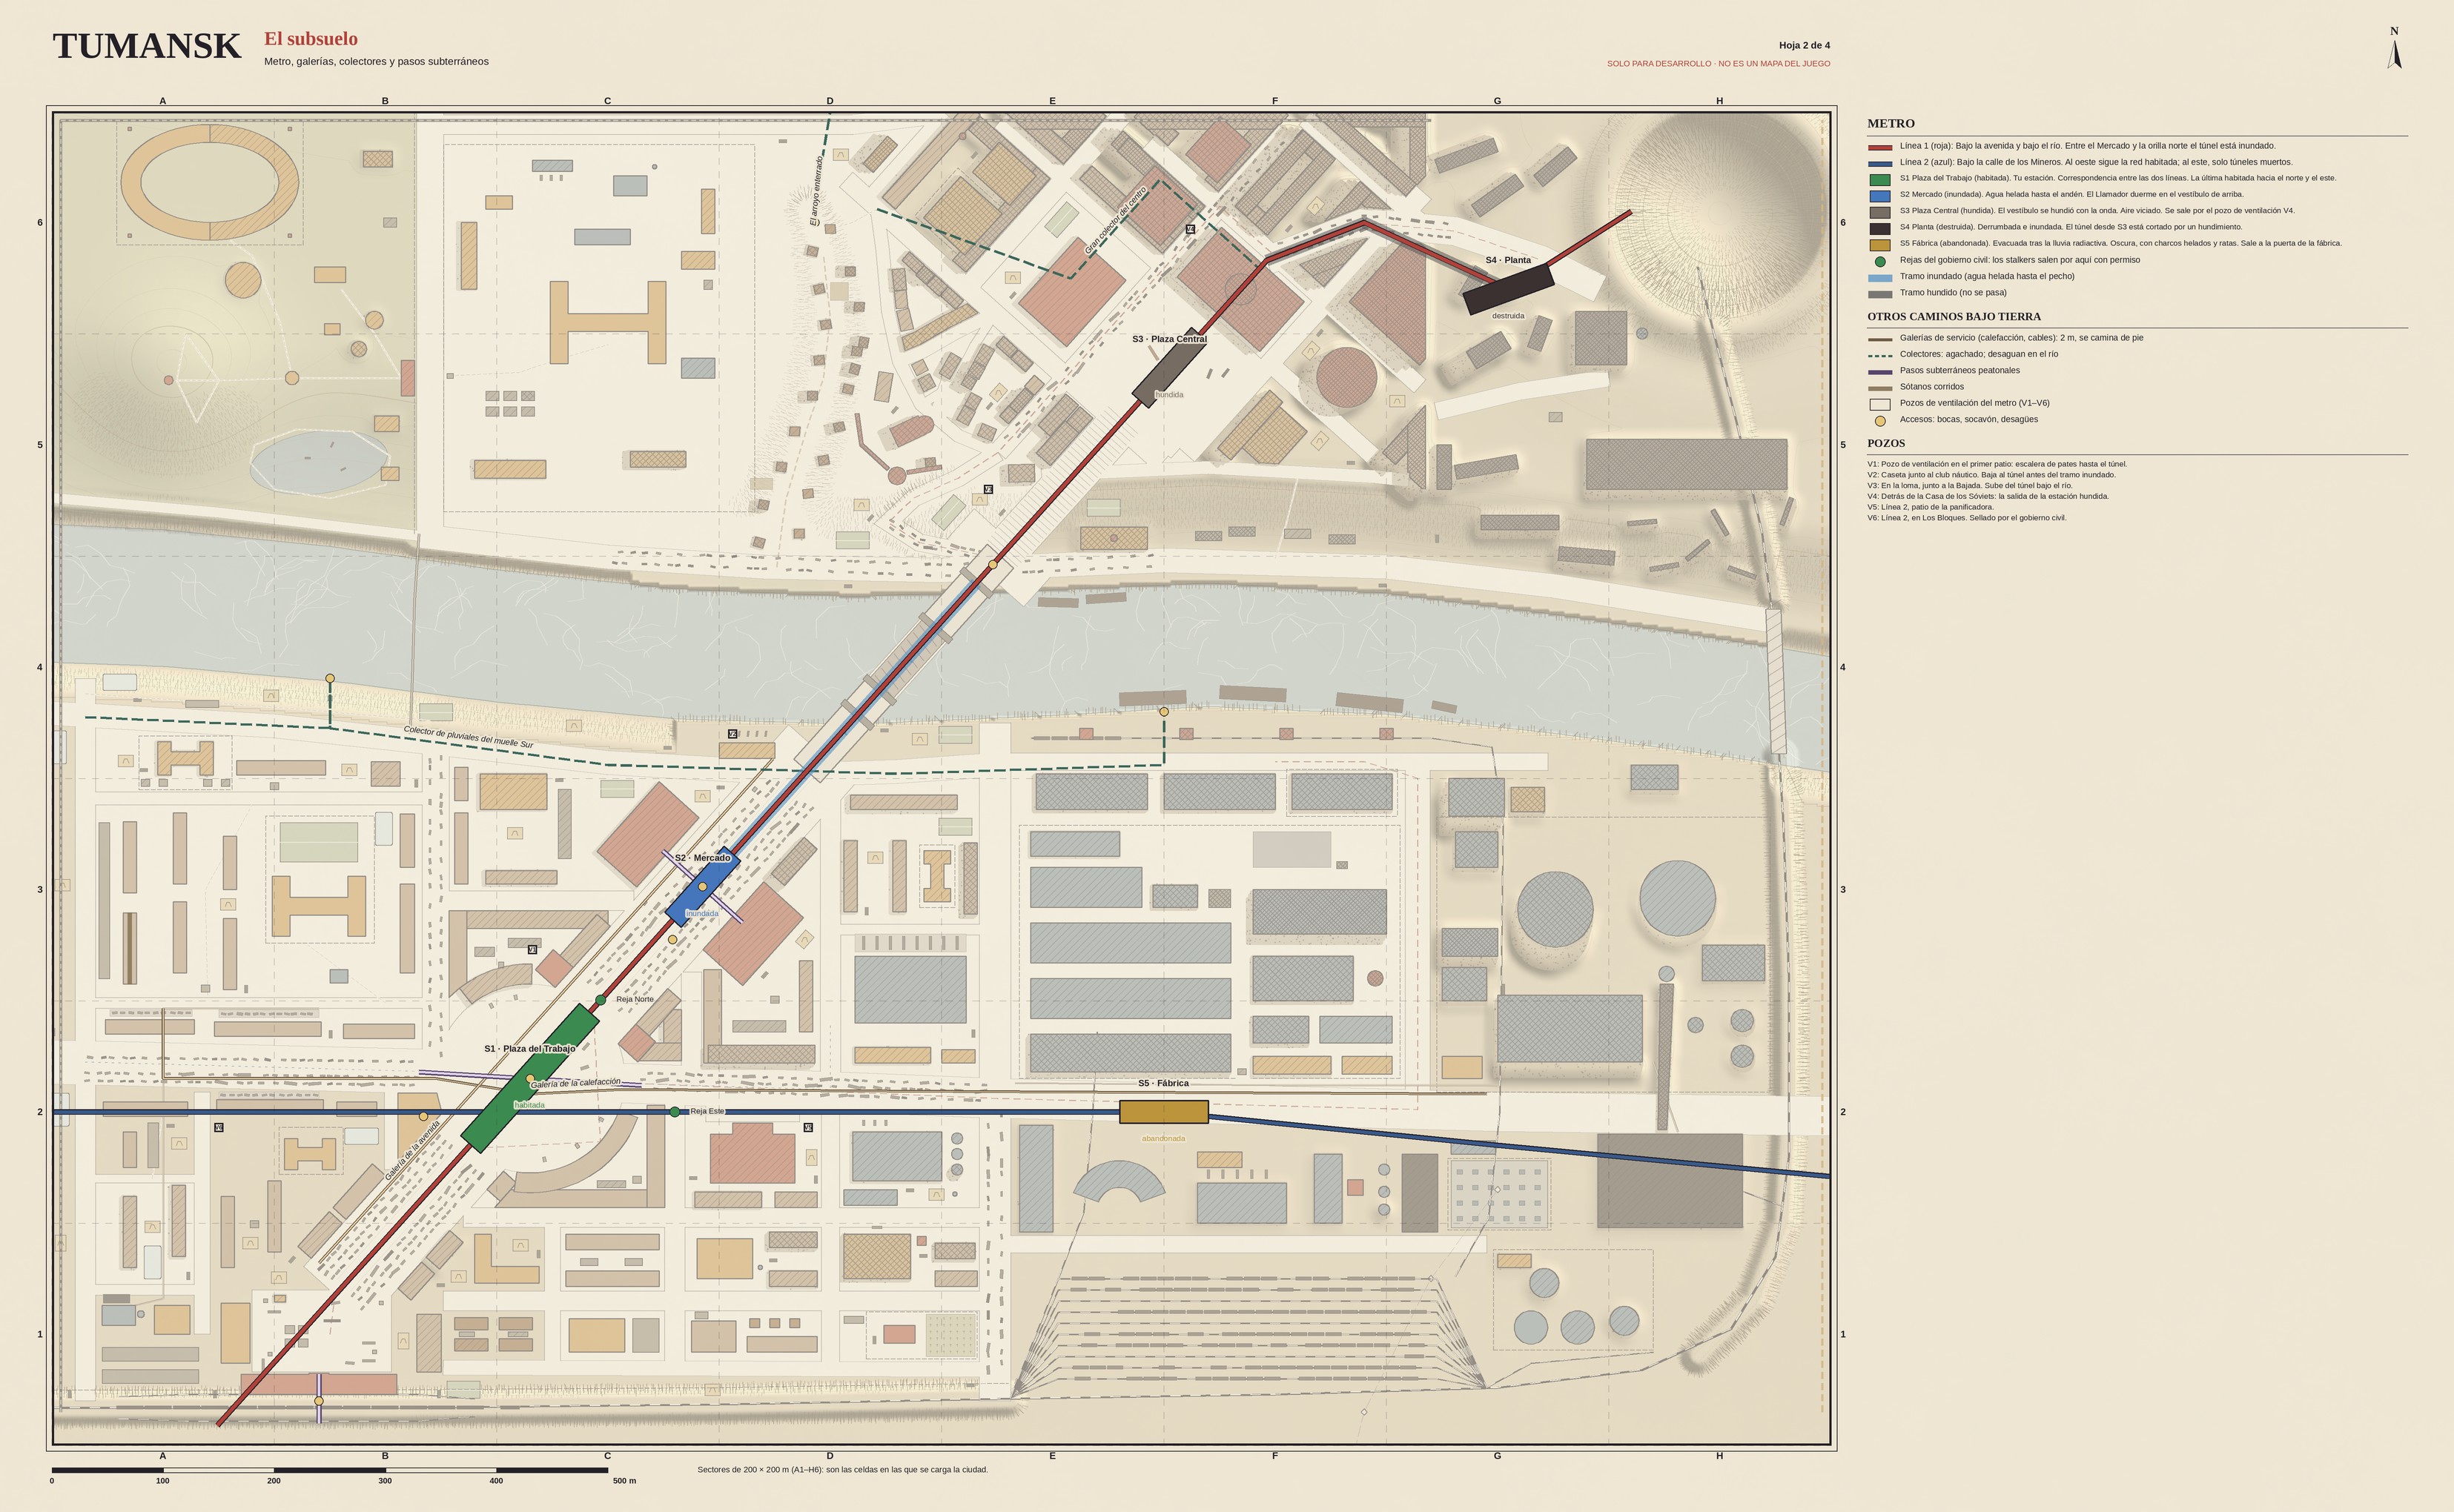 TUMANSK
El subsuelo
Metro, galerías, colectores y pasos subterráneos
Hoja 2 de 4
SOLO PARA DESARROLLO · NO ES UN MAPA DEL JUEGO
N
A B C D E F G H
6
5
4
3
2
1
El arroyo enterrado
Gran colector del centro
V4
S4 · Planta
destruida
S3 · Plaza Central
hundida
V3
Colector de pluviales del muelle Sur
V2
S2 · Mercado
inundada
V1
Reja Norte
S1 · Plaza del Trabajo
Galería de la calefacción
habitada
Reja Este
S5 · Fábrica
abandonada
V6
V5
Galería de la avenida
6
5
4
3
2
1
A B C D E F G H
0 100 200 300 400 500 m
Sectores de 200 × 200 m (A1–H6): son las celdas en las que se carga la ciudad.
METRO
Línea 1 (roja): Bajo la avenida y bajo el río. Entre el Mercado y la orilla norte el túnel está inundado.
Línea 2 (azul): Bajo la calle de los Mineros. Al oeste sigue la red habitada; al este, solo túneles muertos.
S1 Plaza del Trabajo (habitada). Tu estación. Correspondencia entre las dos líneas. La última habitada hacia el norte y el este.
S2 Mercado (inundada). Agua helada hasta el andén. El Llamador duerme en el vestíbulo de arriba.
S3 Plaza Central (hundida). El vestíbulo se hundió con la onda. Aire viciado. Se sale por el pozo de ventilación V4.
S4 Planta (destruida). Derrumbada e inundada. El túnel desde S3 está cortado por un hundimiento.
S5 Fábrica (abandonada). Evacuada tras la lluvia radiactiva. Oscura, con charcos helados y ratas. Sale a la puerta de la fábrica.
Rejas del gobierno civil: los stalkers salen por aquí con permiso
Tramo inundado (agua helada hasta el pecho)
Tramo hundido (no se pasa)
OTROS CAMINOS BAJO TIERRA
Galerías de servicio (calefacción, cables): 2 m, se camina de pie
Colectores: agachado; desaguan en el río
Pasos subterráneos peatonales
Sótanos corridos
Pozos de ventilación del metro (V1–V6)
Accesos: bocas, socavón, desagües
POZOS
V1: Pozo de ventilación en el primer patio: escalera de pates hasta el túnel.
V2: Caseta junto al club náutico. Baja al túnel antes del tramo inundado.
V3: En la loma, junto a la Bajada. Sube del túnel bajo el río.
V4: Detrás de la Casa de los Sóviets: la salida de la estación hundida.
V5: Línea 2, patio de la panificadora.
V6: Línea 2, en Los Bloques. Sellado por el gobierno civil.